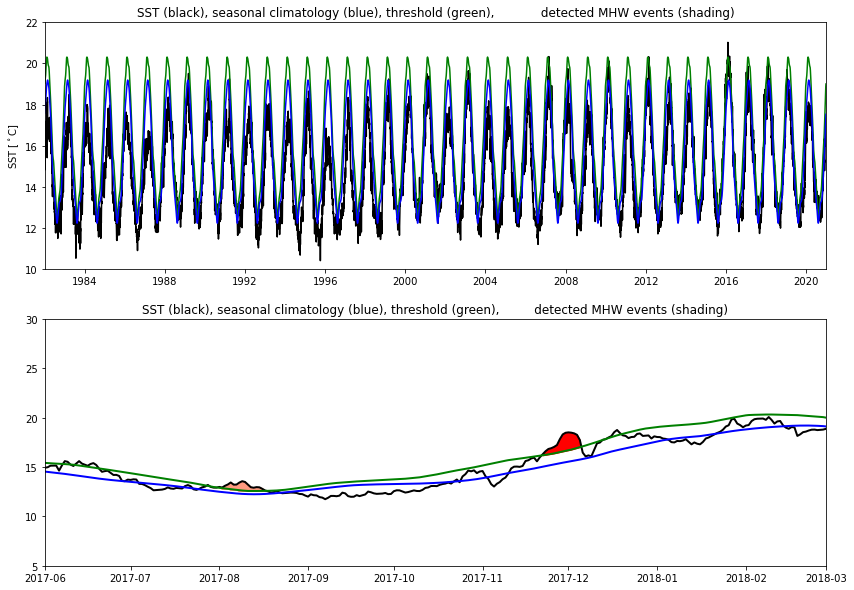 SST (black), seasonal climatology (blue), threshold (green), detected MHW events (shading)
22
20
18
16
14
12
10
SST [$^\circ$C]
1984 1988 1992 1996 2000 2004 2008 2012 2016 2020
SST (black), seasonal climatology (blue), threshold (green), detected MHW events (shading)
30
25
20
15
10
5
2017-06 2017-07 2017-08 2017-09 2017-10 2017-11 2017-12 2018-01 2018-02 2018-03